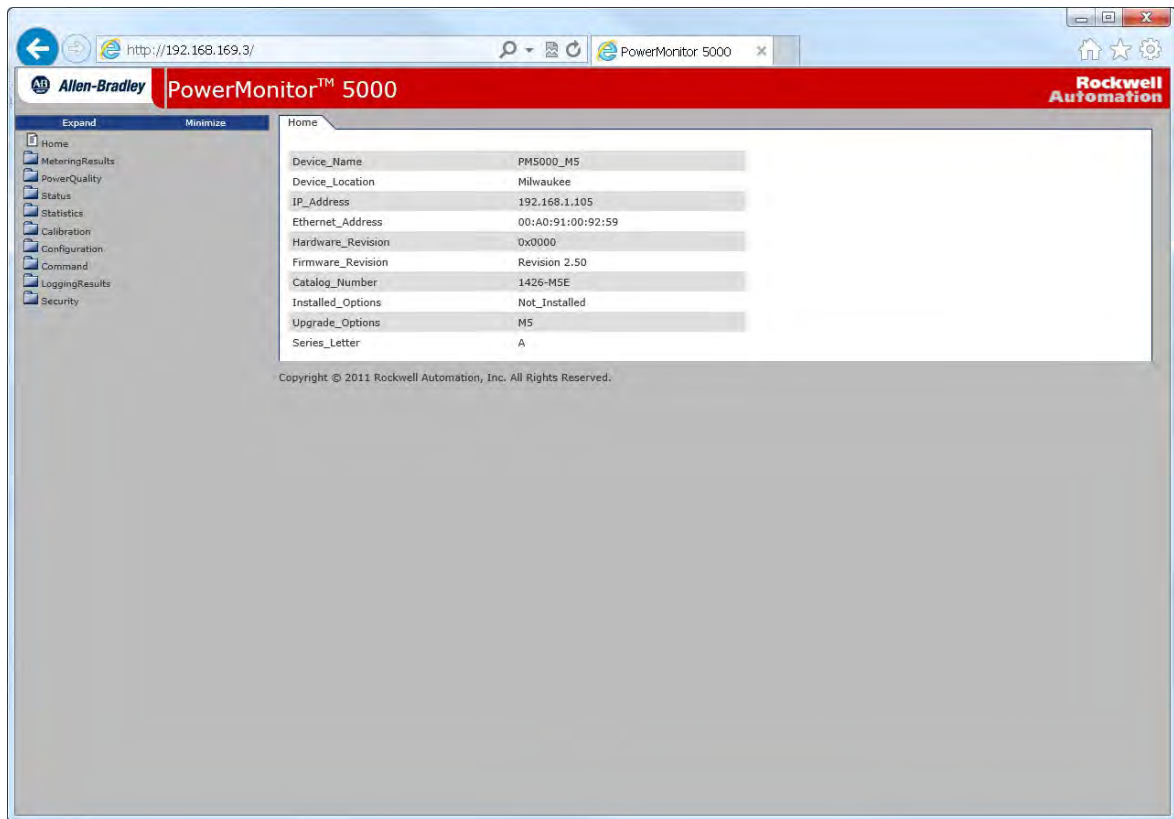 http://192.168.169.3/
PowerMonitor 5000
AB Allen-Bradley
PowerMonitor™ 5000
Rockwell
Automation
Expand Minimize
Home
MeteringResults
PowerQuality
Status
Statistics
Calibration
Configuration
Command
LoggingResults
Security
Home
Device_Name PM5000_M5
Device_Location Milwaukee
IP_Address 192.168.1.105
Ethernet_Address 00:A0:91:00:92:59
Hardware_Revision 0x0000
Firmware_Revision Revision 2.50
Catalog_Number 1426-M5E
Installed_Options Not_Installed
Upgrade_Options M5
Series_Letter A
Copyright © 2011 Rockwell Automation, Inc. All Rights Reserved.